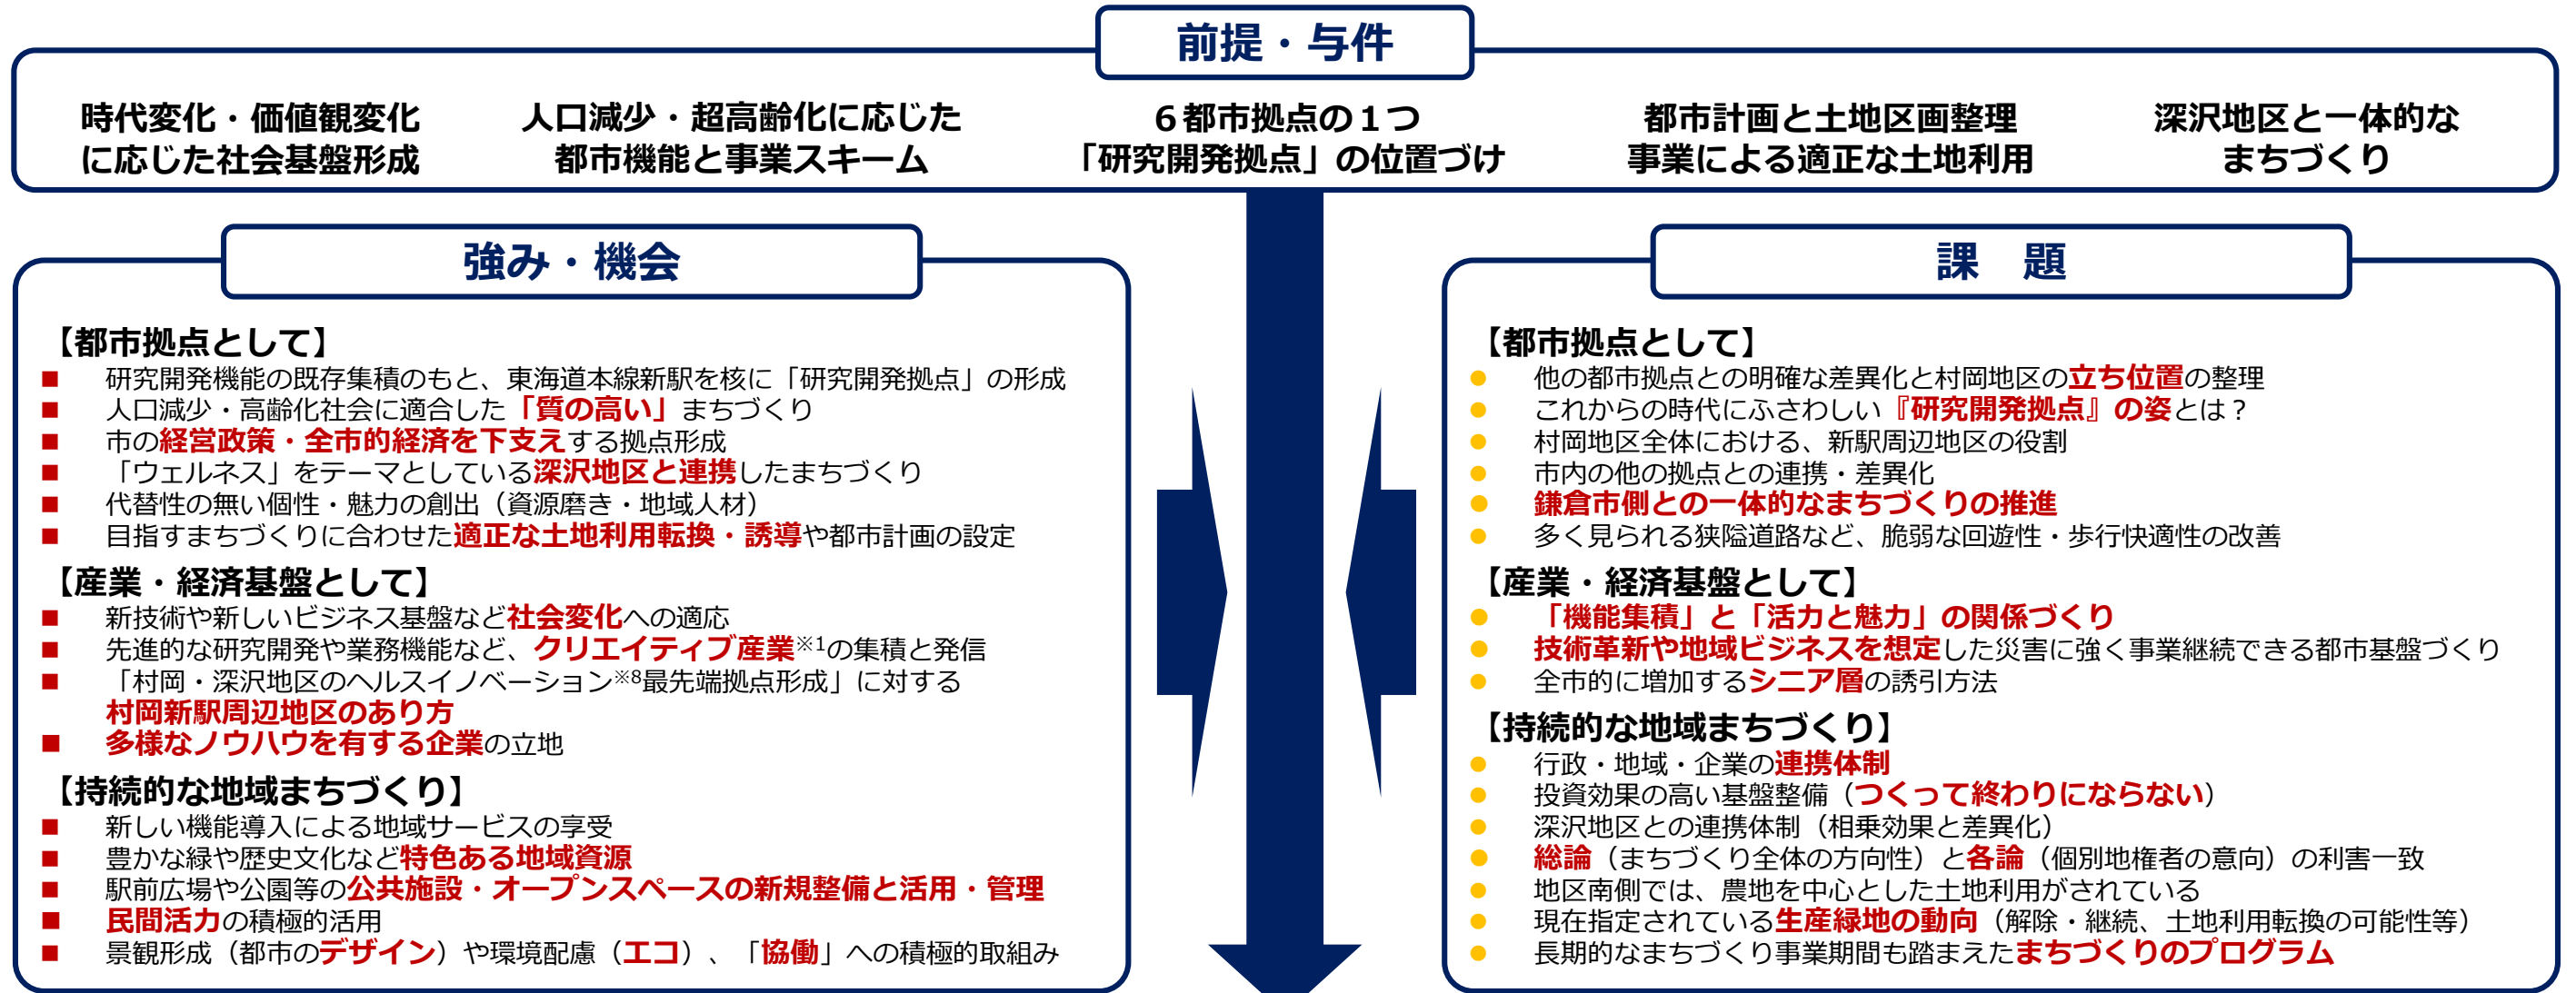 前提・与件
時代変化・価値観変化
に応じた社会基盤形成
人口減少・超高齢化に応じた
都市機能と事業スキーム
６都市拠点の１つ
「研究開発拠点」の位置づけ
都市計画と土地区画整理
事業による適正な土地利用
深沢地区と一体的な
まちづくり
強み・機会
【都市拠点として】
■ 研究開発機能の既存集積のもと、東海道本線新駅を核に「研究開発拠点」の形成
■ 人口減少・高齢化社会に適合した「質の高い」まちづくり
■ 市の経営政策・全市的経済を下支えする拠点形成
■ 「ウェルネス」をテーマとしている深沢地区と連携したまちづくり
■ 代替性の無い個性・魅力の創出（資源磨き・地域人材）
■ 目指すまちづくりに合わせた適正な土地利用転換・誘導や都市計画の設定
【産業・経済基盤として】
■ 新技術や新しいビジネス基盤など社会変化への適応
■ 先進的な研究開発や業務機能など、クリエイティブ産業※1の集積と発信
■ 「村岡・深沢地区のヘルスイノベーション※8最先端拠点形成」に対する
村岡新駅周辺地区のあり方
■ 多様なノウハウを有する企業の立地
【持続的な地域まちづくり】
■ 新しい機能導入による地域サービスの享受
■ 豊かな緑や歴史文化など特色ある地域資源
■ 駅前広場や公園等の公共施設・オープンスペースの新規整備と活用・管理
■ 民間活力の積極的活用
■ 景観形成（都市のデザイン）や環境配慮（エコ）、「協働」への積極的取組み
課　題
【都市拠点として】
● 他の都市拠点との明確な差異化と村岡地区の立ち位置の整理
● これからの時代にふさわしい『研究開発拠点』の姿とは？
● 村岡地区全体における、新駅周辺地区の役割
● 市内の他の拠点との連携・差異化
● 鎌倉市側との一体的なまちづくりの推進
● 多く見られる狭隘道路など、脆弱な回遊性・歩行快適性の改善
【産業・経済基盤として】
● 「機能集積」と「活力と魅力」の関係づくり
● 技術革新や地域ビジネスを想定した災害に強く事業継続できる都市基盤づくり
● 全市的に増加するシニア層の誘引方法
【持続的な地域まちづくり】
● 行政・地域・企業の連携体制
● 投資効果の高い基盤整備（つくって終わりにならない）
● 深沢地区との連携体制（相乗効果と差異化）
● 総論（まちづくり全体の方向性）と各論（個別地権者の意向）の利害一致
● 地区南側では、農地を中心とした土地利用がされている
● 現在指定されている生産緑地の動向（解除・継続、土地利用転換の可能性等）
● 長期的なまちづくり事業期間も踏まえたまちづくりのプログラム